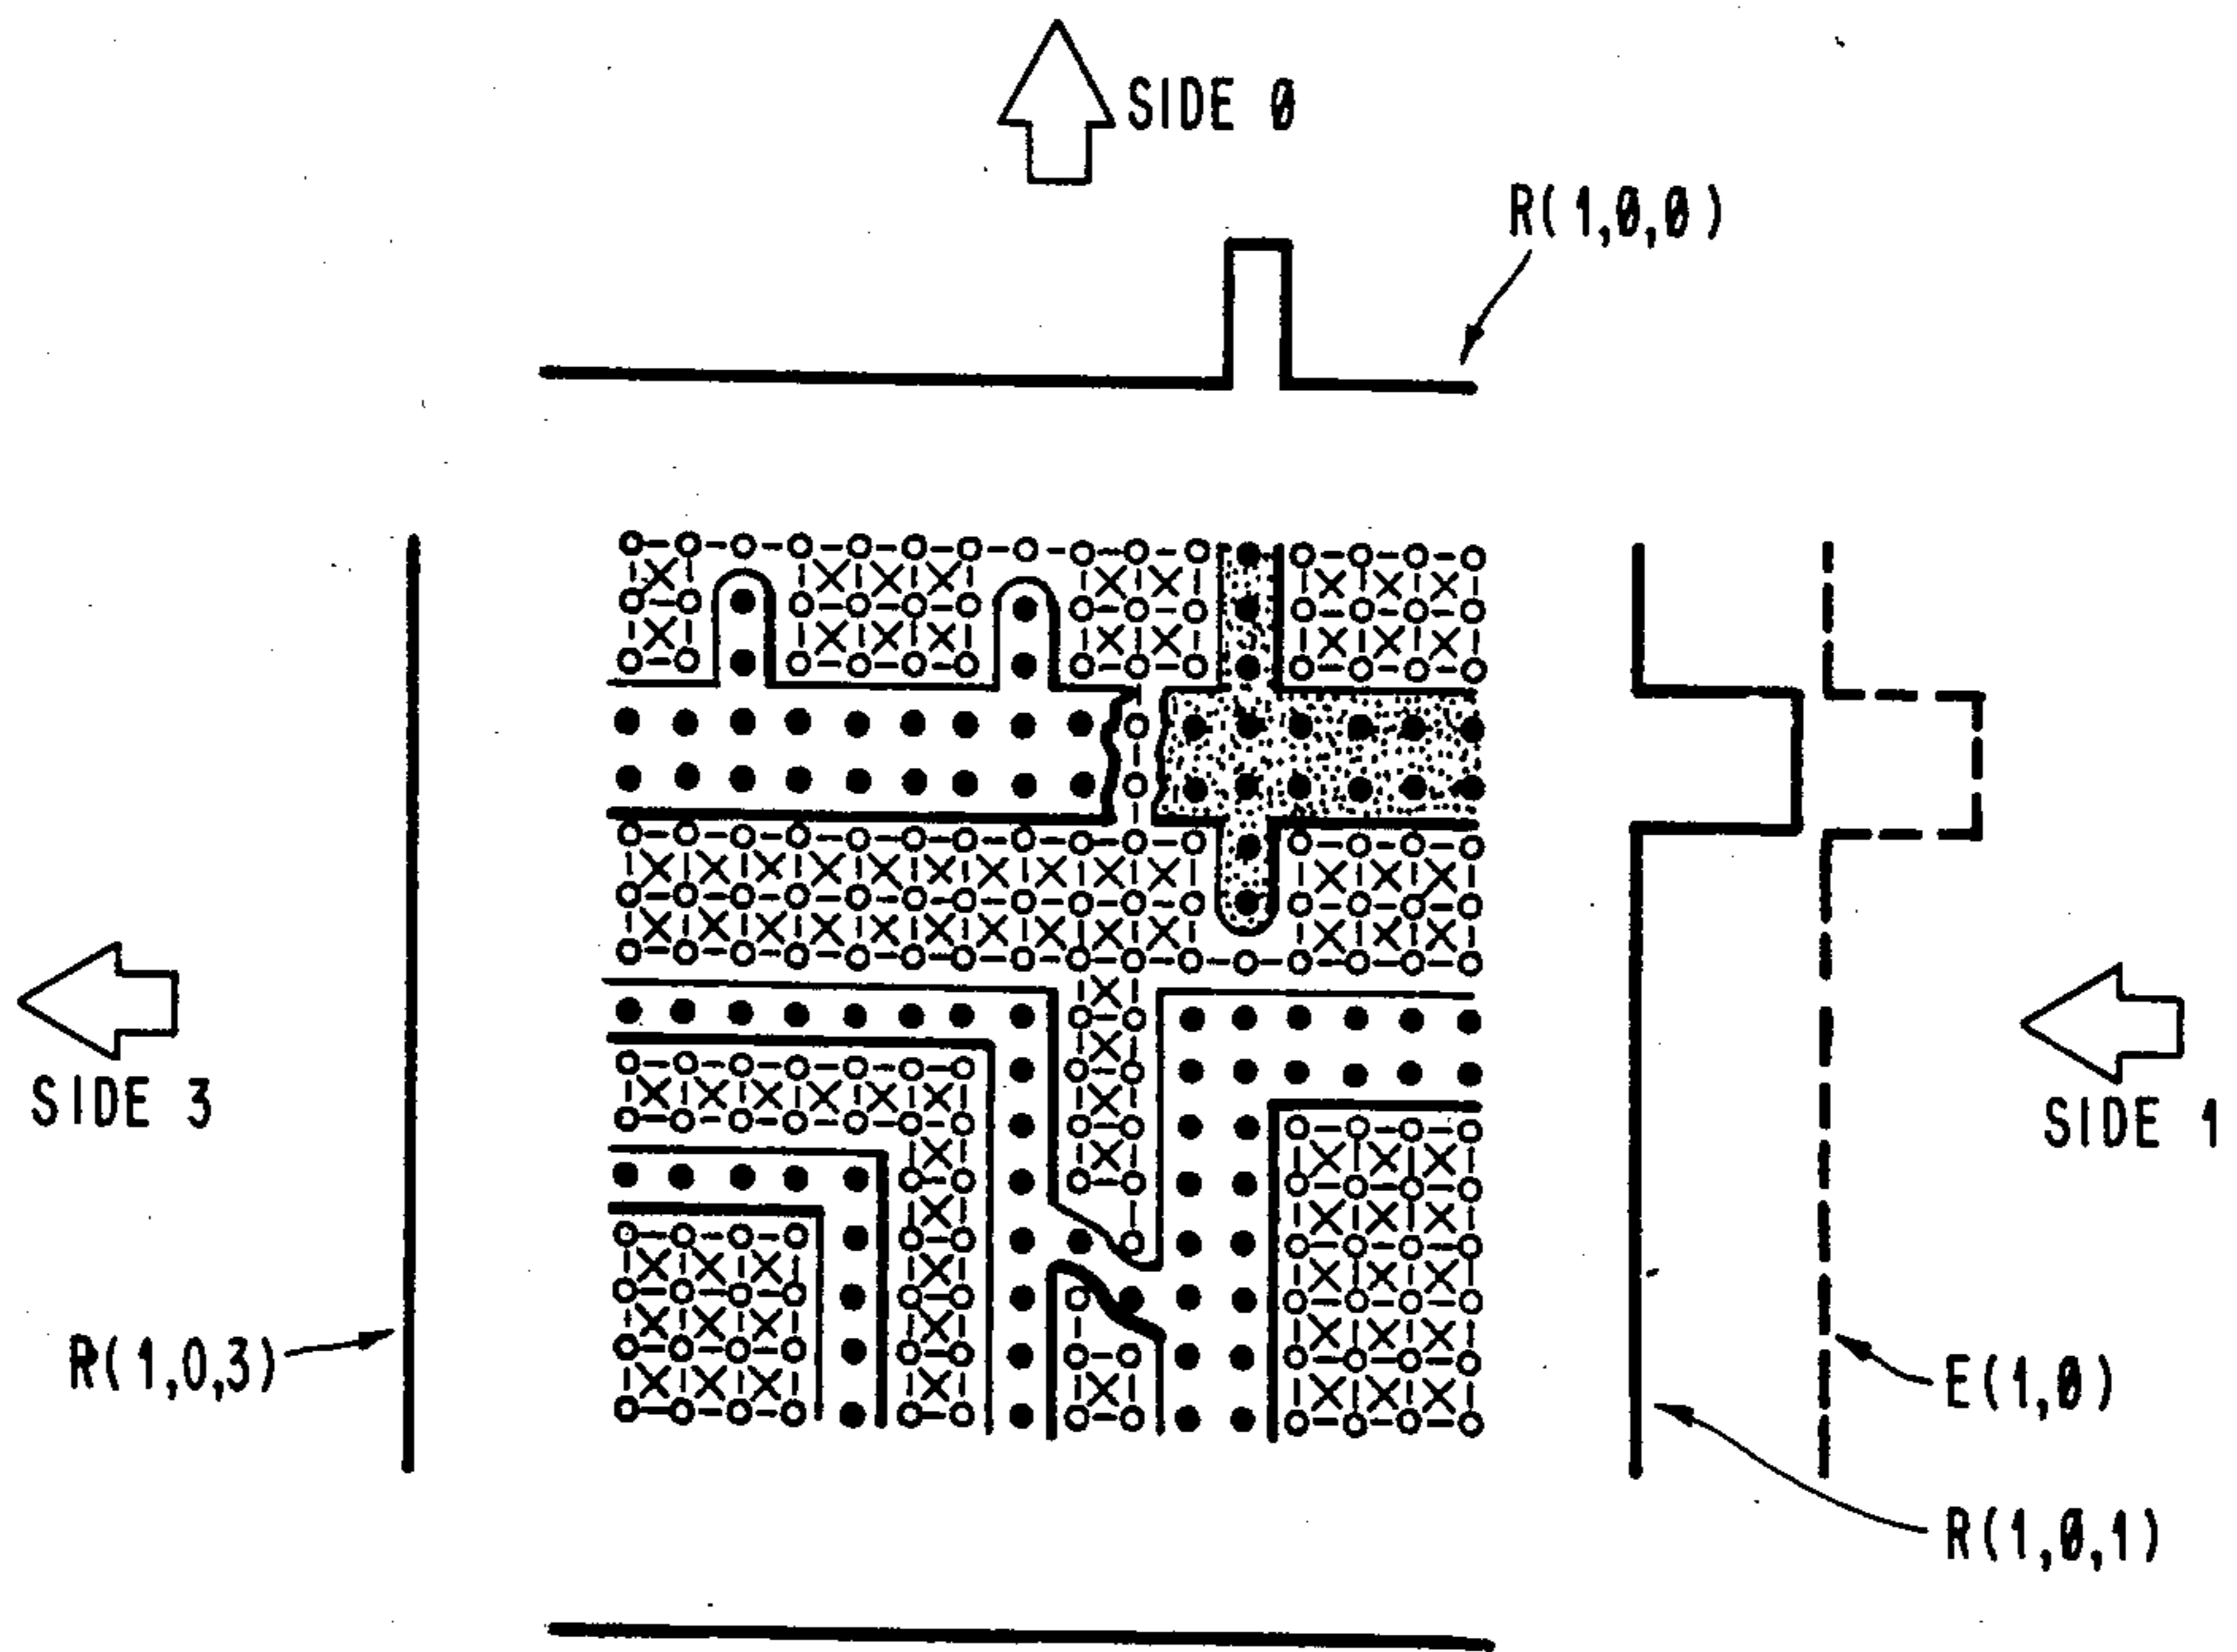 SIDE 0
R(1,0,0)
SIDE 3
SIDE 1
R(1,0,3)
E(1,0)
R(1,0,1)